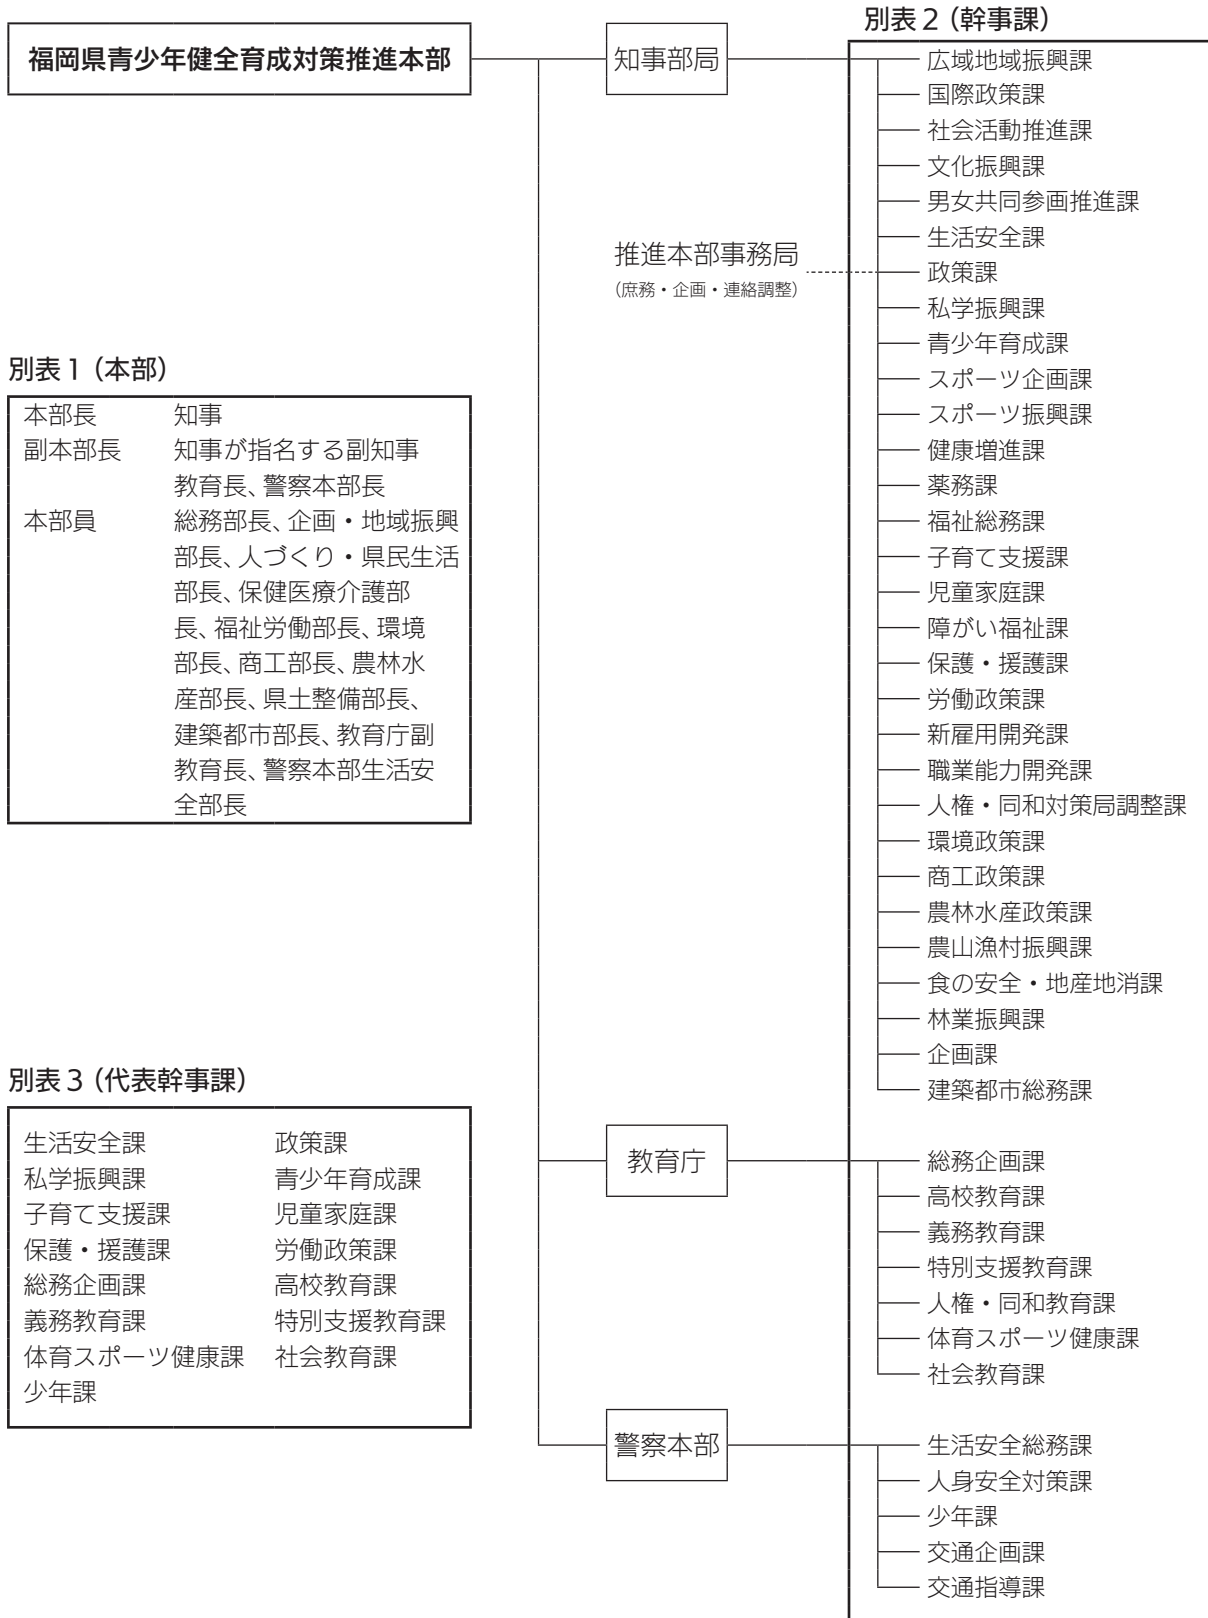 福岡県青少年健全育成対策推進本部
知事部局
別表2（幹事課）
広域地域振興課
国際政策課
社会活動推進課
文化振興課
男女共同参画推進課
生活安全課
推進本部事務局
（庶務・企画・連絡調整）
政策課
私学振興課
青少年育成課
スポーツ企画課
スポーツ振興課
健康増進課
薬務課
福祉総務課
子育て支援課
児童家庭課
障がい福祉課
保護・援護課
労働政策課
新雇用開発課
職業能力開発課
人権・同和対策局調整課
環境政策課
商工政策課
農林水産政策課
農山漁村振興課
食の安全・地産地消課
林業振興課
企画課
建築都市総務課
教育庁
総務企画課
高校教育課
義務教育課
特別支援教育課
人権・同和教育課
体育スポーツ健康課
社会教育課
警察本部
生活安全総務課
人身安全対策課
少年課
交通企画課
交通指導課
別表1（本部）
本部長 知事
副本部長 知事が指名する副知事
教育長、警察本部長
本部員 総務部長、企画・地域振興
部長、人づくり・県民生活
部長、保健医療介護部
長、福祉労働部長、環境
部長、商工部長、農林水
産部長、県土整備部長、
建築都市部長、教育庁副
教育長、警察本部生活安
全部長
別表3（代表幹事課）
生活安全課 政策課
私学振興課 青少年育成課
子育て支援課 児童家庭課
保護・援護課 労働政策課
総務企画課 高校教育課
義務教育課 特別支援教育課
体育スポーツ健康課 社会教育課
少年課